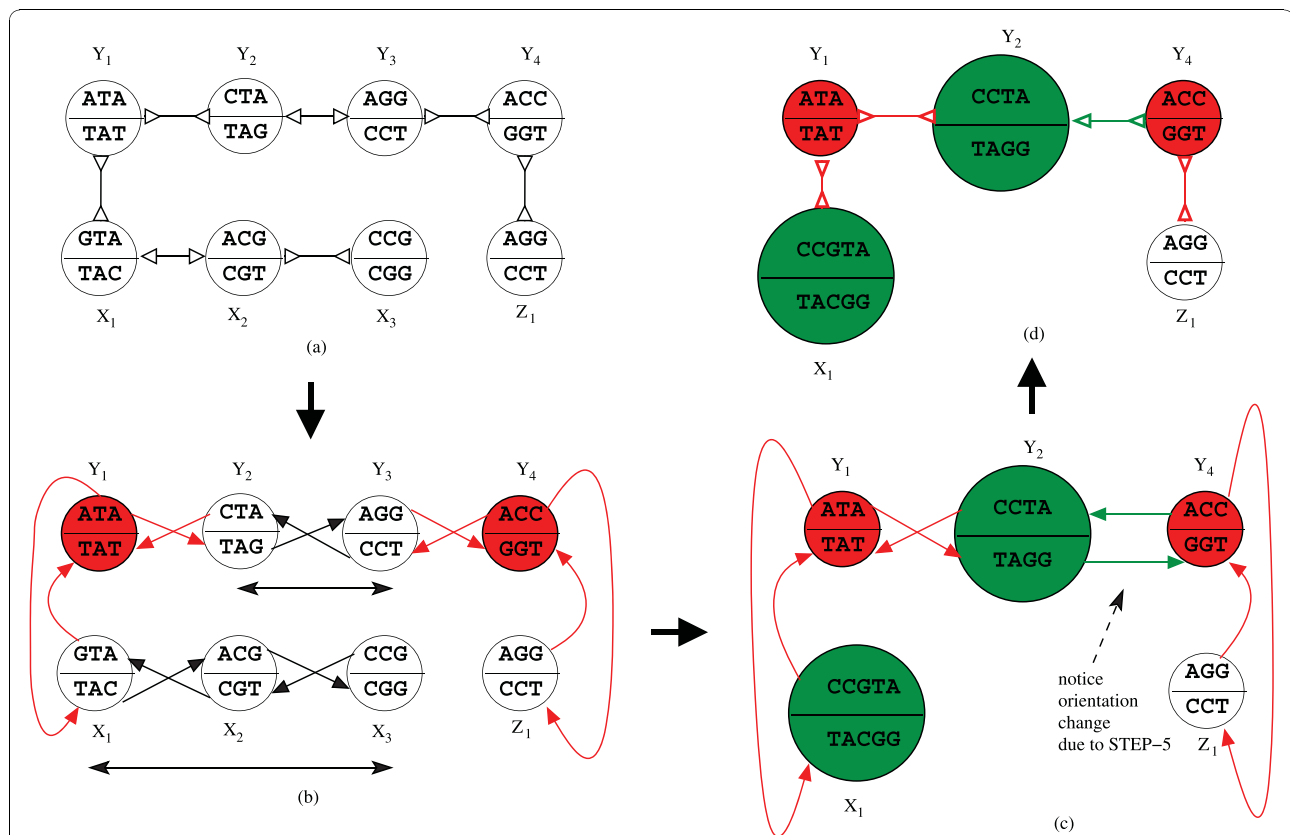 Y1 Y2 Y3 Y4
ATA CTA AGG ACC
TAT TAG CCT GGT
GTA ACG CCG AGG
TAC CGT CGG CCT
X1 X2 X3 Z1
(a)
Y1 Y2 Y4
ATA CCTA ACC
TAT TAGG GGT
CCGTA AGG
TACGG CCT
X1 Z1
(d)
Y1 Y2 Y3 Y4
ATA CTA AGG ACC
TAT TAG CCT GGT
GTA ACG CCG AGG
TAC CGT CGG CCT
X1 X2 X3 Z1
(b)
Y1 Y2 Y4
ATA CCTA ACC
TAT TAGG GGT
CCGTA AGG
TACGG CCT
X1 Z1
notice
orientation
change
due to STEP−5
(c)